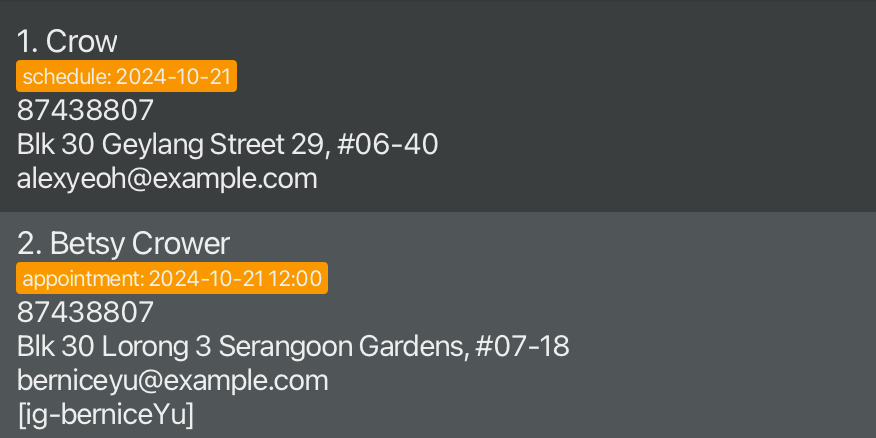 1. Crow
schedule: 2024-10-21
87438807
Blk 30 Geylang Street 29, #06-40
alexyeoh@example.com
2. Betsy Crower
appointment: 2024-10-21 12:00
87438807
Blk 30 Lorong 3 Serangoon Gardens, #07-18
berniceyu@example.com
[ig-berniceYu]